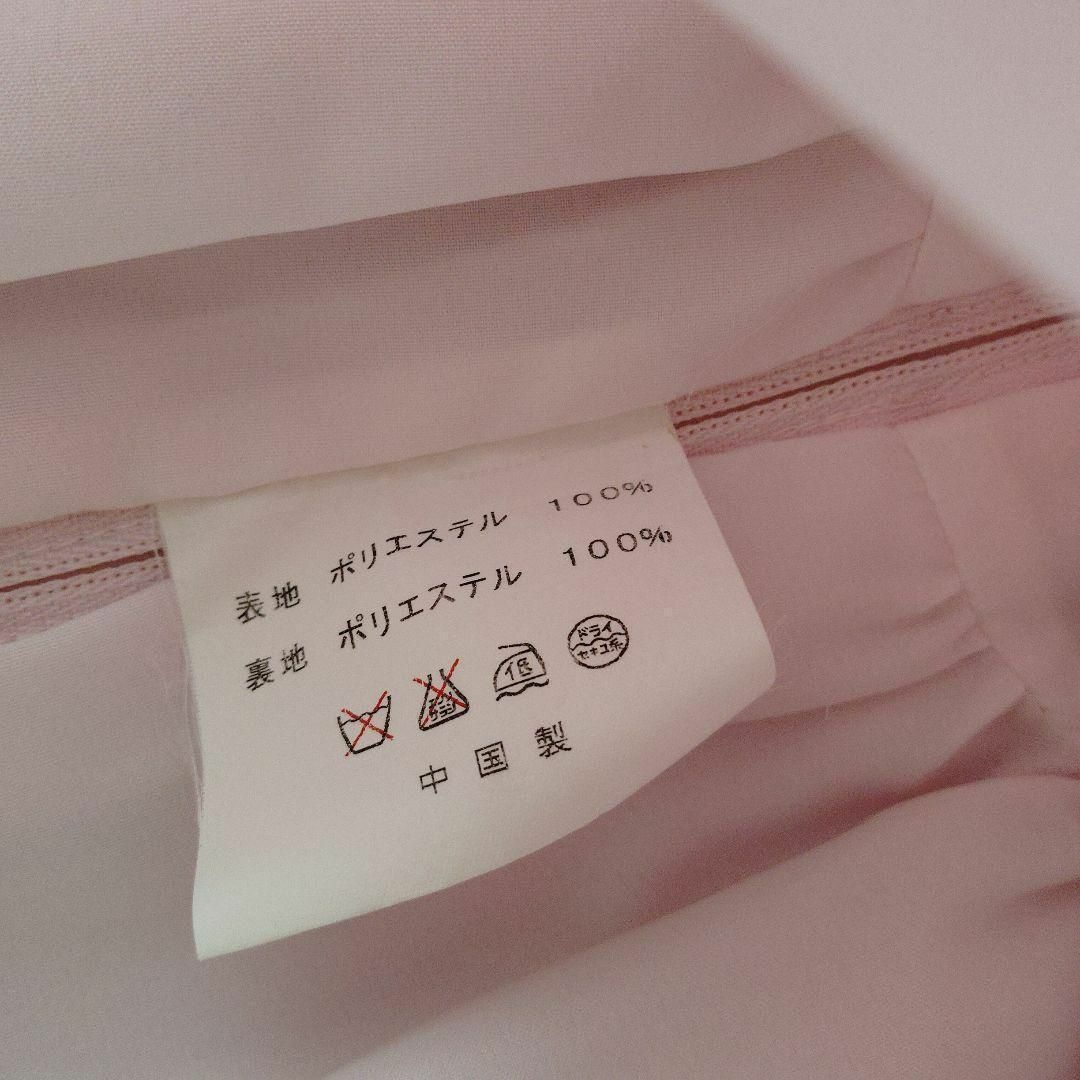 表地 ポリエステル 100%
裏地 ポリエステル 100%
低 ドライ
セキユ系
中国製